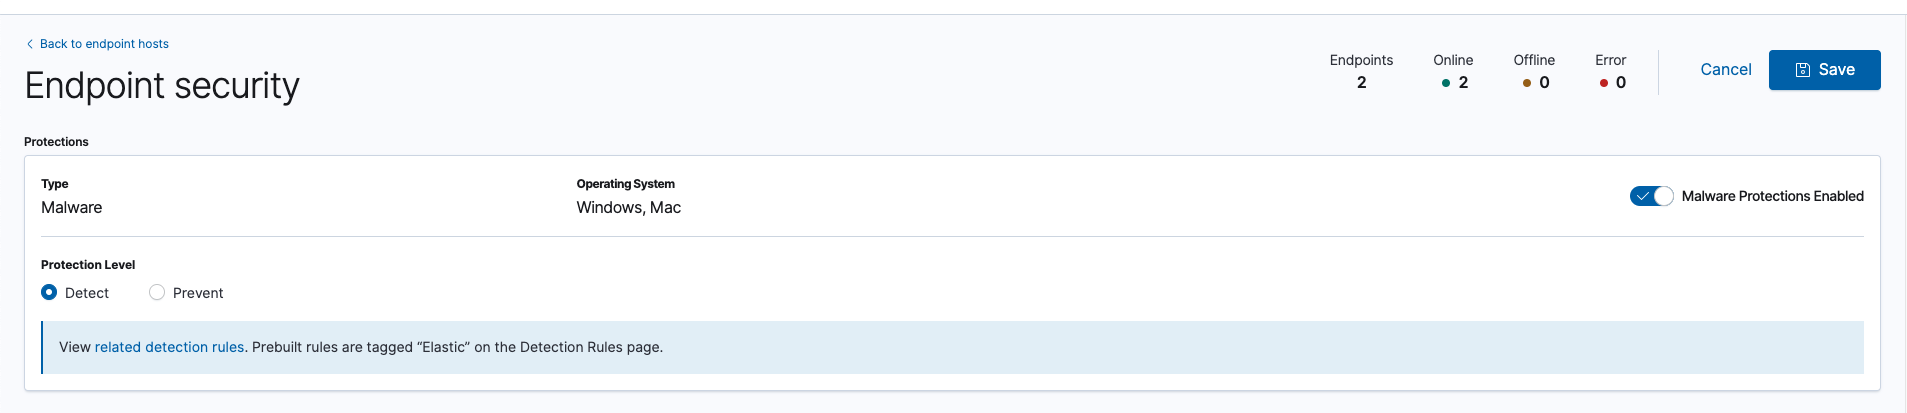 Back to endpoint hosts
Endpoint security
Endpoints
2
Online
2
Offline
0
Error
0
Cancel
Save
Protections
Type
Malware
Operating System
Windows, Mac
Malware Protections Enabled
Protection Level
Detect
Prevent
View related detection rules. Prebuilt rules are tagged “Elastic” on the Detection Rules page.